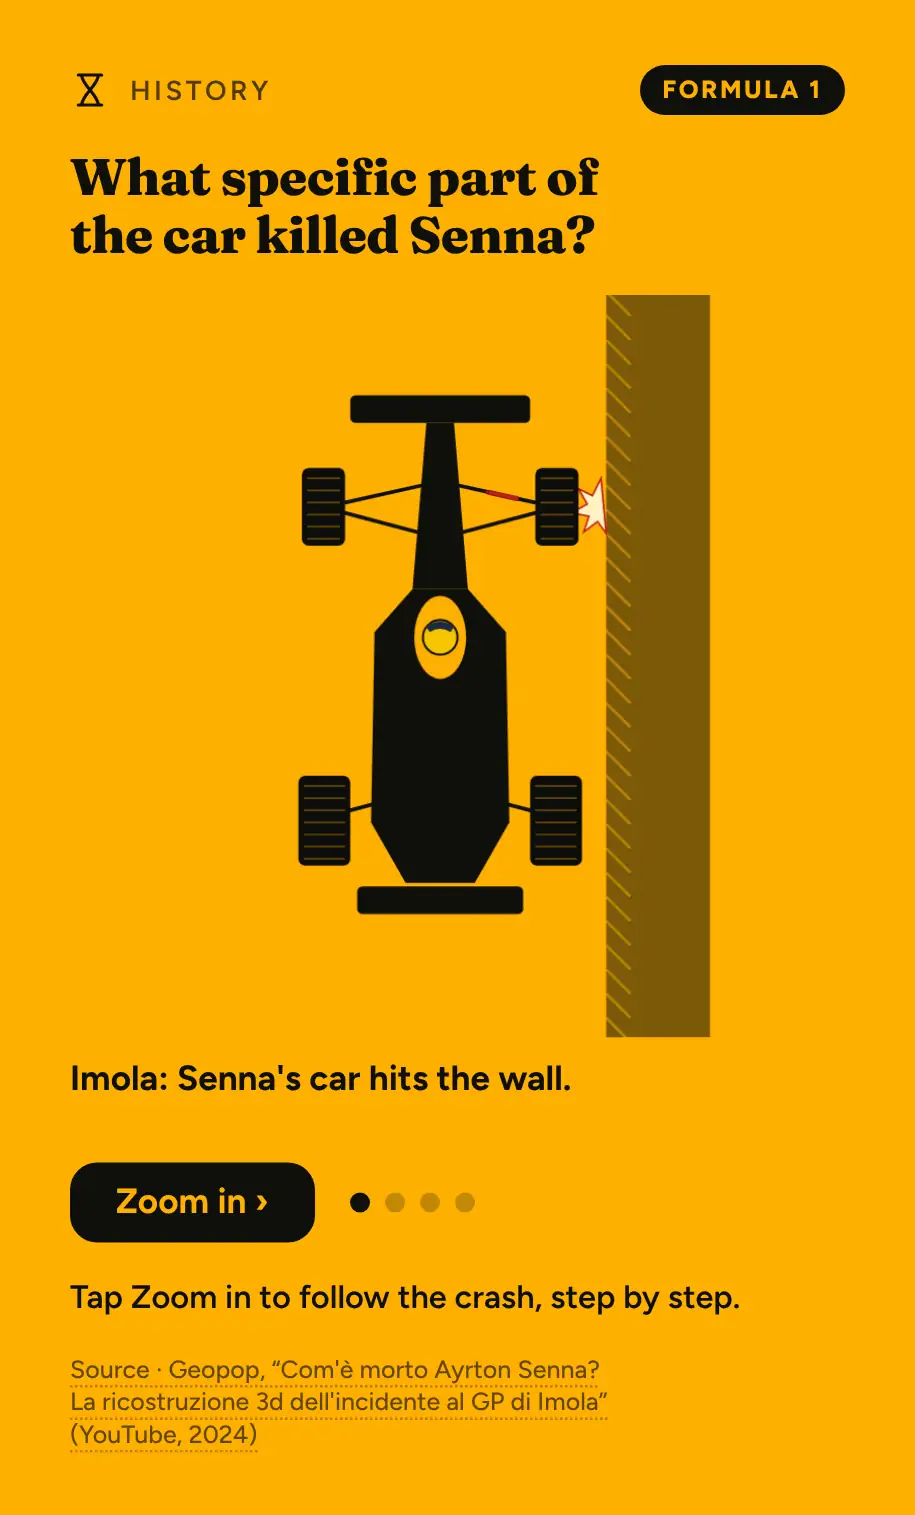 HISTORY
FORMULA 1
What specific part of
the car killed Senna?
Imola: Senna's car hits the wall.
Zoom in ›
Tap Zoom in to follow the crash, step by step.
Source · Geopop, “Com'è morto Ayrton Senna?
La ricostruzione 3d dell'incidente al GP di Imola”
(YouTube, 2024)